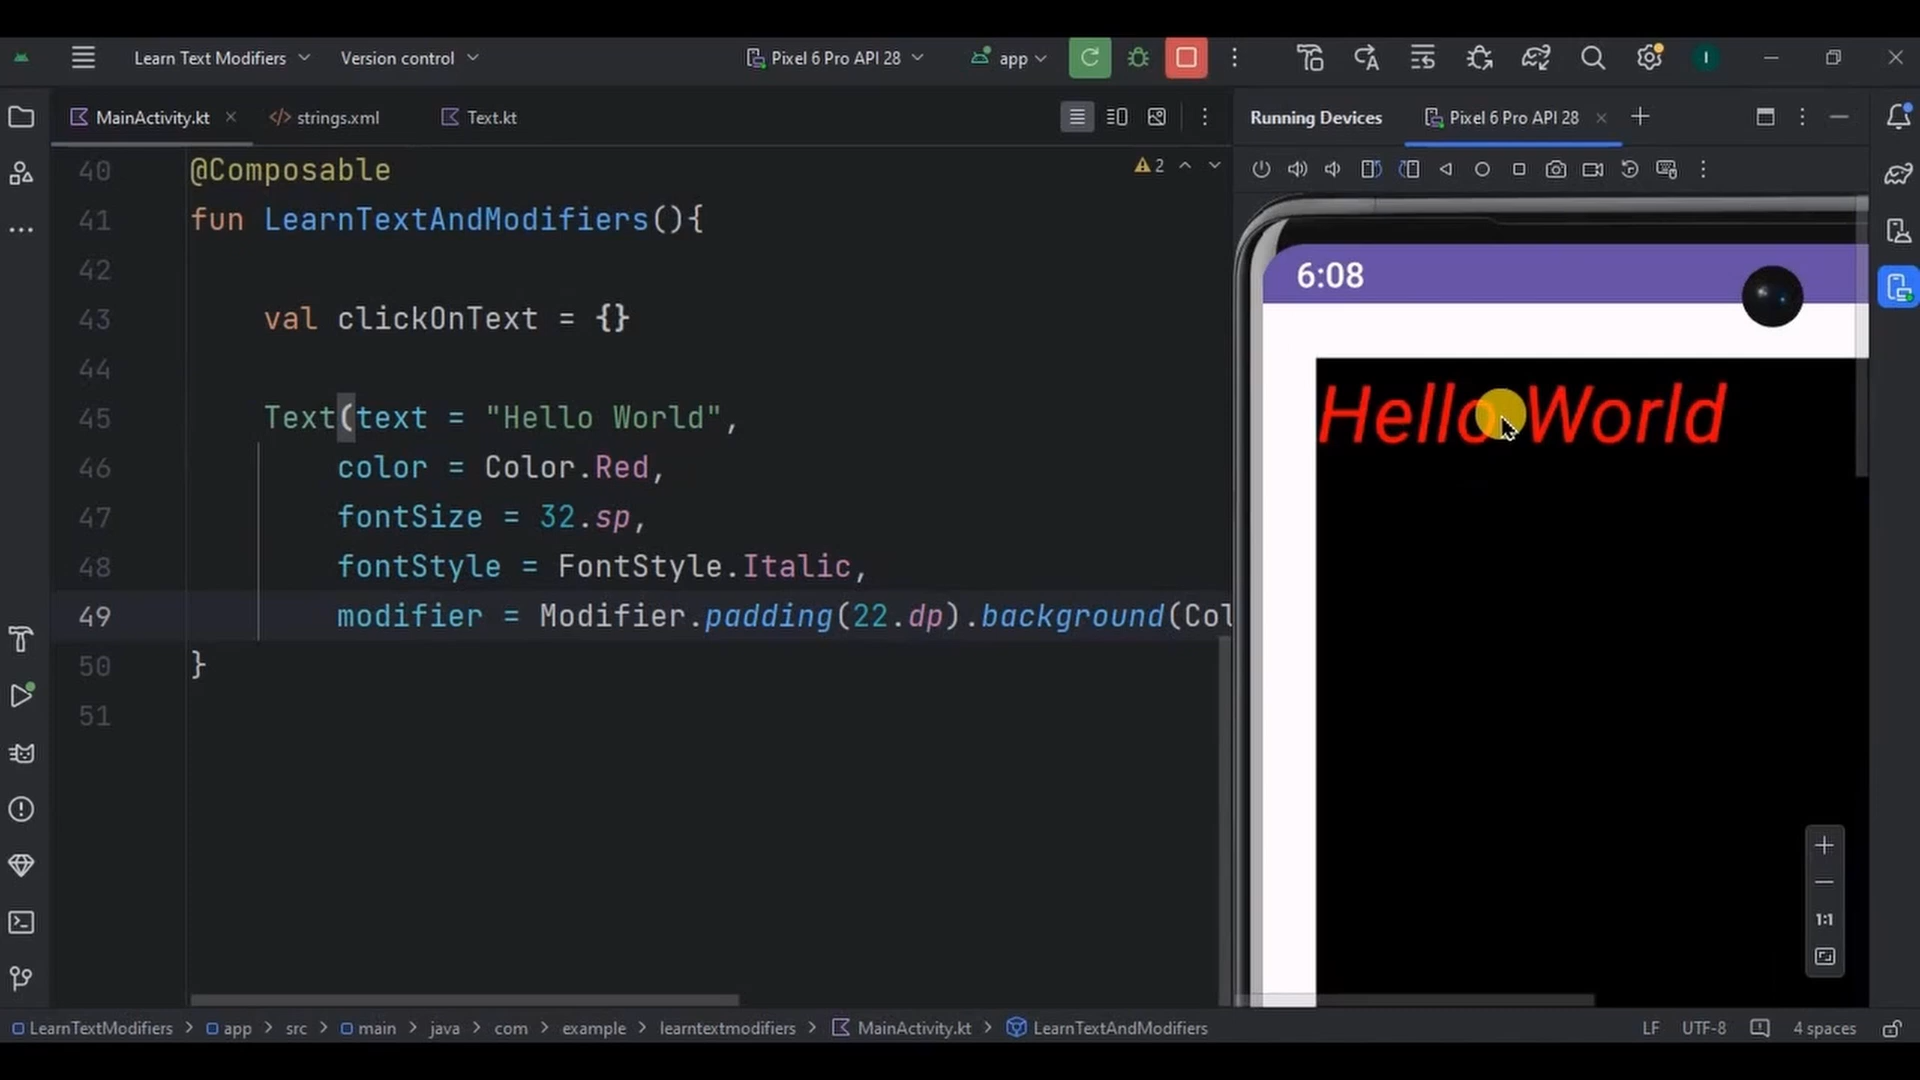 Learn Text Modifiers
Version control
Pixel 6 Pro API 28
app
I
MainActivity.kt
strings.xml
Text.kt
Running Devices
Pixel 6 Pro API 28
2
40 @Composable
41 fun LearnTextAndModifiers(){
42
43 val clickOnText = {}
44
45 Text(text = "Hello World",
46 color = Color.Red,
47 fontSize = 32.sp,
48 fontStyle = FontStyle.Italic,
49 modifier = Modifier.padding(22.dp).background(Col
50 }
51
6:08
Hello World
1:1
LearnTextModifiers > app > src > main > java > com > example > learntextmodifiers > MainActivity.kt > LearnTextAndModifiers
LF UTF-8 4 spaces